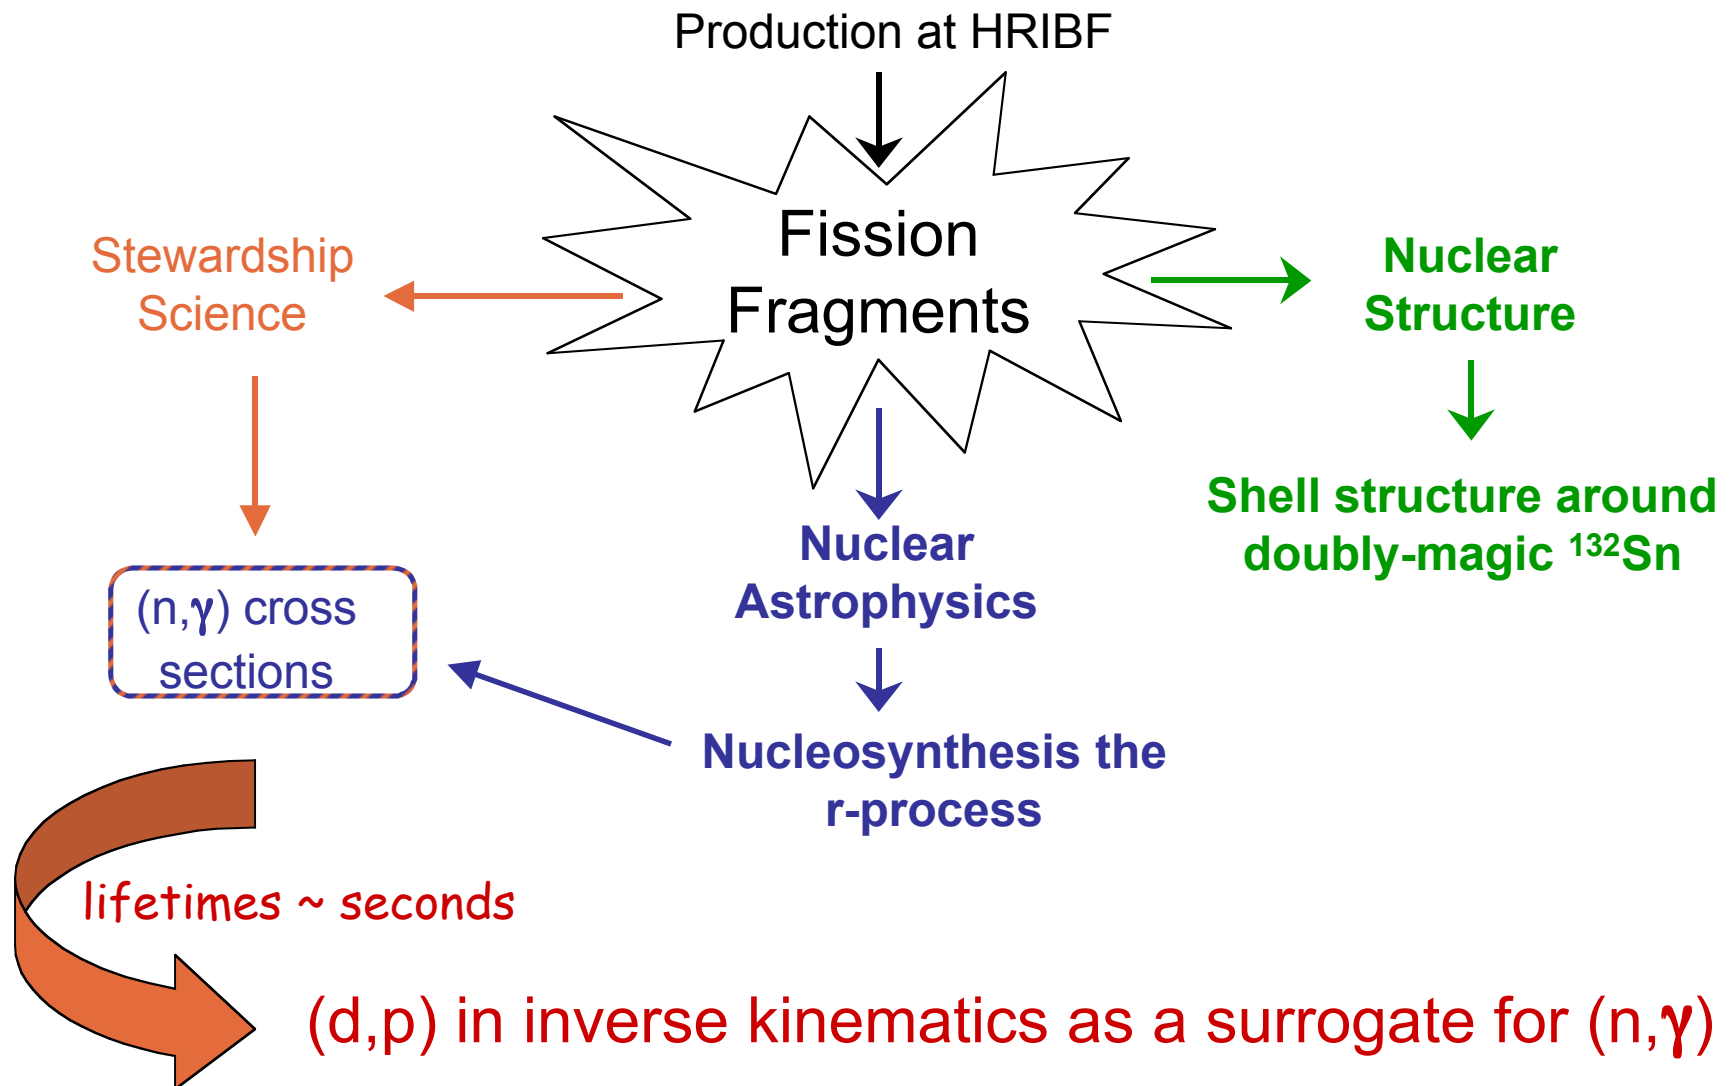 Production at HRIBF
Fission
Fragments
Stewardship
Science
Nuclear
Structure
Shell structure around
doubly-magic ¹³²Sn
Nuclear
Astrophysics
(n,γ) cross
sections
Nucleosynthesis the
r-process
lifetimes ~ seconds
(d,p) in inverse kinematics as a surrogate for (n,γ)